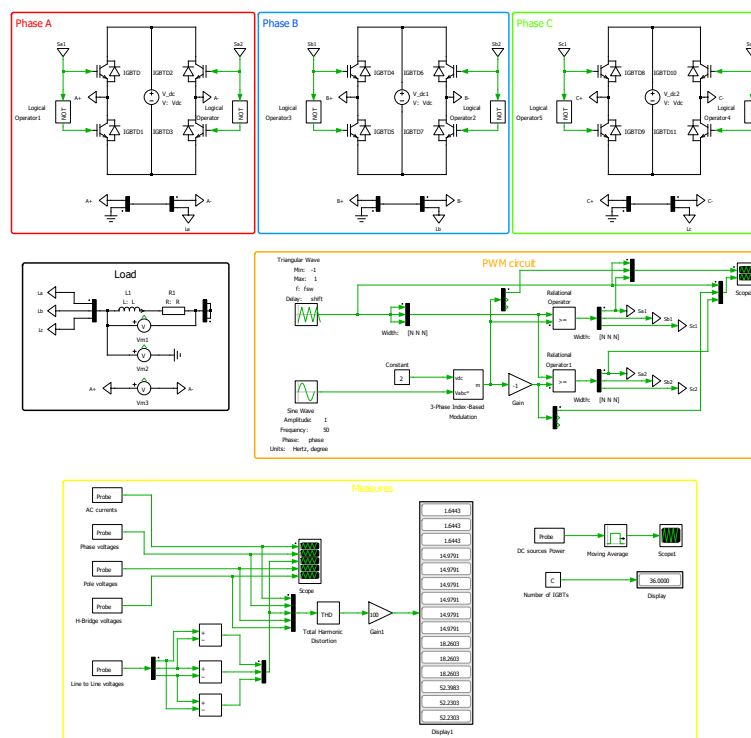 Phase A
Phase B
Phase C
Sa1
Sa2
Sb1
Sb2
Sc1
IGBTD
IGBTD2
V_dc
V: Vdc
A+
A-
Logical
Operator1
NOT
Logical
Operator
NOT
IGBTD1
IGBTD3
IGBTD4
IGBTD6
V_dc1
V: Vdc
B+
B-
Logical
Operator3
NOT
Logical
Operator2
NOT
IGBTD5
IGBTD7
IGBTD8
IGBTD10
V_dc2
V: Vdc
C+
C-
Logical
Operator5
NOT
Logical
Operator4
NOT
IGBTD9
IGBTD11
A+
A-
La
B+
B-
Lb
C+
C-
Lc
Load
La
Lb
Lc
L1
L: L
R1
R: R
V
Vm1
V
Vm2
A+
V
A-
Vm3
PWM circuit
Triangular Wave
Min: -1
Max: 1
f: fsw
Delay: shift
Width: [N N N]
Relational
Operator
>=
Width: [N N N]
Sa1
Sb1
Sc1
Scope
Constant
2
vdc
Vabc*
m
3-Phase Index-Based
Modulation
-1
Gain
Relational
Operator1
>=
Width: [N N N]
Sa2
Sb2
Sc2
Sine Wave
Amplitude: 1
Frequency: 50
Phase: phase
Units: Hertz, degree
Measures
Probe
AC currents
Probe
Phase voltages
Probe
Pole voltages
Probe
H-Bridge voltages
Probe
Line to Line voltages
Scope
THD
Total Harmonic
Distortion
100
Gain1
1.6443
1.6443
1.6443
14.9791
14.9791
14.9791
14.9791
14.9791
14.9791
18.2603
18.2603
18.2603
52.3983
52.2303
52.2303
Display1
Probe
DC sources Power
Moving Average
Scope1
C
Number of IGBTs
36.0000
Display